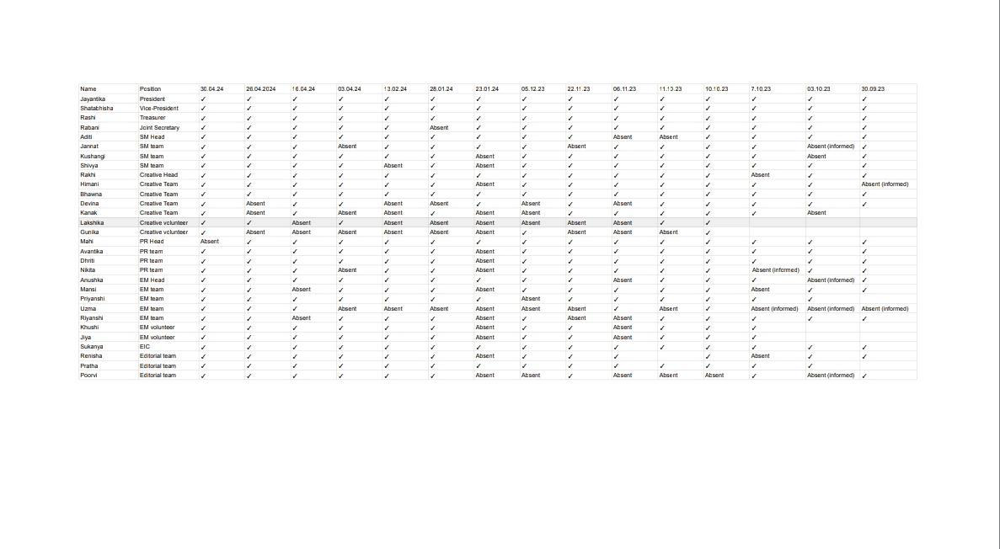 Name Position 30.04.24 26.04.2024 16.04.24 03.04.24 13.02.24 28.01.24 23.01.24 05.12.23 22.11.23 06.11.23 11.10.23 10.10.23 7.10.23 03.10.23 30.09.23
Jayantika President ✓ ✓ ✓ ✓ ✓ ✓ ✓ ✓ ✓ ✓ ✓ ✓ ✓ ✓ ✓
Shatabhisha Vice-President ✓ ✓ ✓ ✓ ✓ ✓ ✓ ✓ ✓ ✓ ✓ ✓ ✓ ✓ ✓
Rashi Treasurer ✓ ✓ ✓ ✓ ✓ ✓ ✓ ✓ ✓ ✓ ✓ ✓ ✓ ✓ ✓
Rabani Joint Secretary ✓ ✓ ✓ ✓ ✓ Absent ✓ ✓ ✓ ✓ ✓ ✓ ✓ ✓ ✓
Aditi SM Head ✓ ✓ ✓ ✓ ✓ ✓ ✓ ✓ ✓ Absent Absent ✓ ✓ ✓ ✓
Jannat SM team ✓ ✓ ✓ Absent ✓ ✓ ✓ ✓ Absent ✓ ✓ ✓ ✓ Absent (informed) ✓
Kushangi SM team ✓ ✓ ✓ ✓ ✓ ✓ Absent ✓ ✓ ✓ ✓ ✓ ✓ Absent ✓
Shivya SM team ✓ ✓ ✓ ✓ Absent ✓ Absent ✓ ✓ ✓ ✓ ✓ ✓ ✓ ✓
Rakhi Creative Head ✓ ✓ ✓ ✓ ✓ ✓ ✓ ✓ ✓ ✓ ✓ ✓ Absent ✓ ✓
Himani Creative Team ✓ ✓ ✓ ✓ ✓ ✓ Absent ✓ ✓ ✓ ✓ ✓ ✓ ✓ Absent (informed)
Bhawna Creative Team ✓ ✓ ✓ ✓ ✓ ✓ ✓ ✓ ✓ ✓ ✓ ✓ ✓ ✓ ✓
Devina Creative Team ✓ Absent ✓ ✓ Absent Absent ✓ Absent ✓ Absent ✓ ✓ ✓ ✓ ✓
Kanak Creative Team ✓ Absent ✓ Absent Absent ✓ Absent Absent ✓ ✓ ✓ ✓ ✓ Absent
Lakshika Creative volunteer ✓ ✓ Absent ✓ Absent Absent Absent Absent Absent Absent ✓ ✓
Gunika Creative volunteer ✓ Absent Absent Absent Absent Absent Absent ✓ Absent Absent Absent ✓
Mahi PR Head Absent ✓ ✓ ✓ ✓ ✓ ✓ ✓ ✓ ✓ ✓ ✓ ✓ ✓ ✓
Avantika PR team ✓ ✓ ✓ ✓ ✓ ✓ Absent ✓ ✓ ✓ ✓ ✓ ✓ ✓ ✓
Dhriti PR team ✓ ✓ ✓ ✓ ✓ ✓ Absent ✓ ✓ ✓ ✓ ✓ ✓ ✓ ✓
Nikita PR team ✓ ✓ ✓ Absent ✓ ✓ Absent ✓ ✓ ✓ ✓ ✓ Absent (informed) ✓ ✓
Anushka EM Head ✓ ✓ ✓ ✓ ✓ ✓ ✓ ✓ ✓ Absent ✓ ✓ ✓ Absent (informed) ✓
Mansi EM team ✓ ✓ Absent ✓ ✓ ✓ Absent ✓ ✓ ✓ ✓ ✓ Absent ✓ ✓
Priyanshi EM team ✓ ✓ ✓ ✓ ✓ ✓ ✓ Absent ✓ ✓ ✓ ✓ ✓ ✓
Uzma EM team ✓ ✓ ✓ Absent Absent Absent Absent Absent Absent ✓ Absent ✓ Absent (informed) Absent (informed) Absent (informed)
Riyanshi EM team ✓ ✓ Absent ✓ ✓ ✓ Absent ✓ Absent Absent ✓ ✓ ✓ ✓ ✓
Khushi EM volunteer ✓ ✓ ✓ ✓ ✓ ✓ Absent ✓ ✓ Absent ✓ ✓ ✓
Jiya EM volunteer ✓ ✓ ✓ ✓ ✓ ✓ Absent ✓ ✓ Absent ✓ ✓ ✓
Sukanya EIC ✓ ✓ ✓ ✓ ✓ ✓ ✓ ✓ ✓ ✓ ✓ ✓ ✓ ✓ ✓
Renisha Editorial team ✓ ✓ ✓ ✓ ✓ ✓ Absent ✓ ✓ ✓ ✓ Absent ✓ ✓
Pratha Editorial team ✓ ✓ ✓ ✓ ✓ ✓ ✓ ✓ ✓ ✓ ✓ ✓ ✓ ✓
Poorvi Editorial team ✓ ✓ ✓ ✓ ✓ ✓ Absent Absent ✓ Absent Absent Absent ✓ Absent (informed) ✓